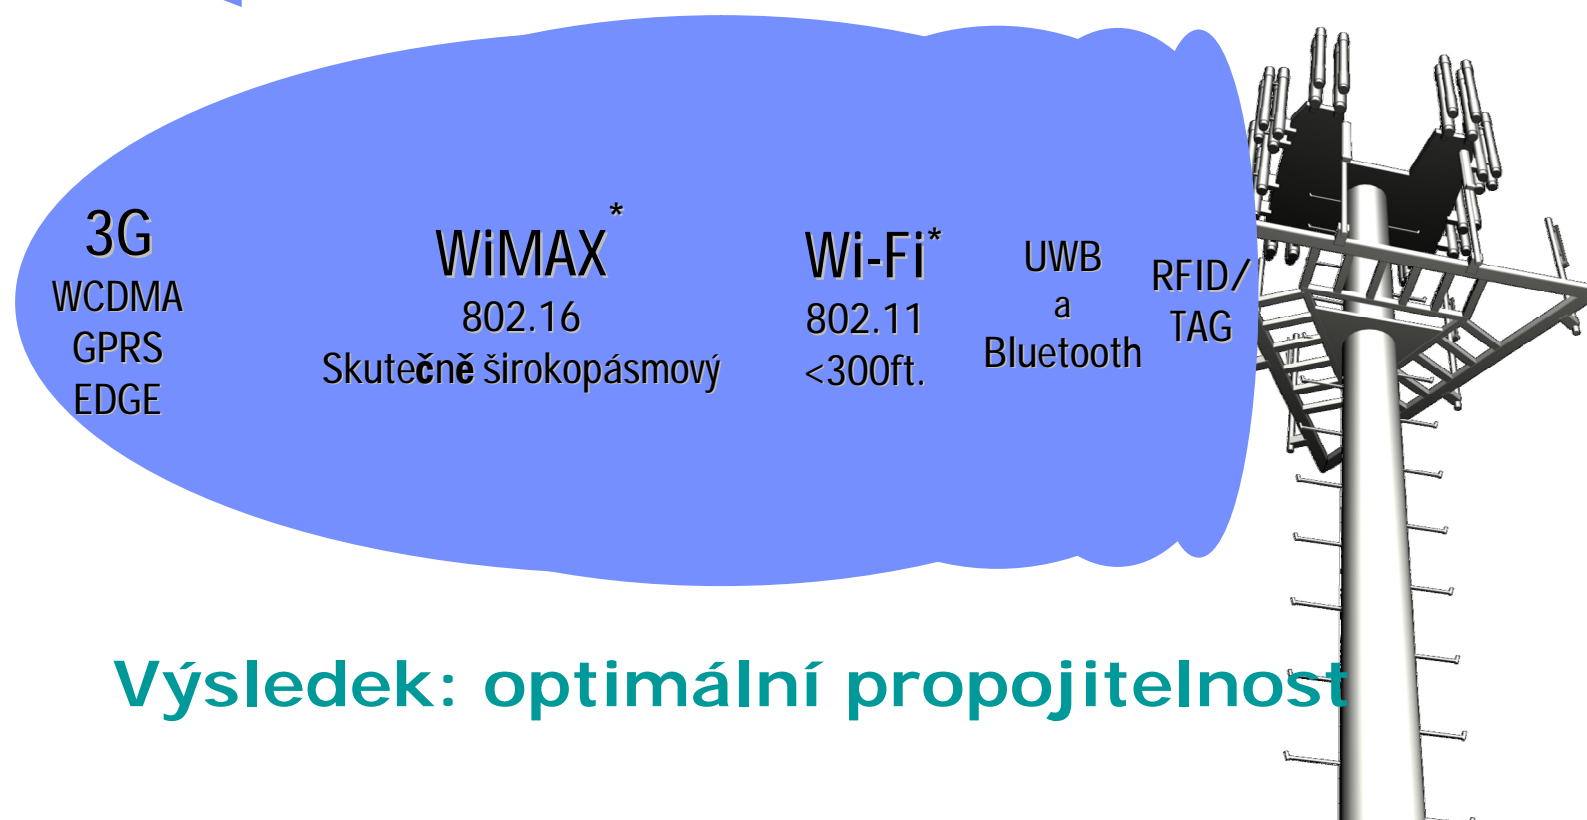 3G
WCDMA
GPRS
EDGE
WiMAX*
802.16
Skutečně širokopásmový
Wi-Fi*
802.11
<300ft.
UWB
a
Bluetooth
RFID/
TAG
Výsledek: optimální propojitelnost